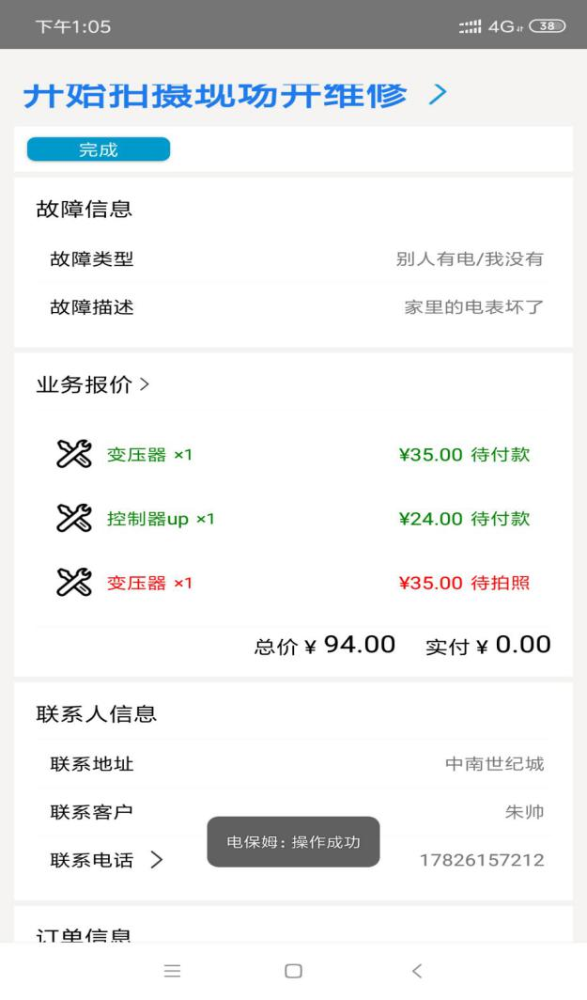 下午1:05 4G 38
开始拍摄现场并维修 >
完成
故障信息
故障类型 别人有电/我没有
故障描述 家里的电表坏了
业务报价 >
变压器 ×1 ¥35.00 待付款
控制器up ×1 ¥24.00 待付款
变压器 ×1 ¥35.00 待拍照
总价 ¥ 94.00 实付 ¥ 0.00
联系人信息
联系地址 中南世纪城
联系客户 朱帅
电保姆: 操作成功
联系电话 > 17826157212
订单信息